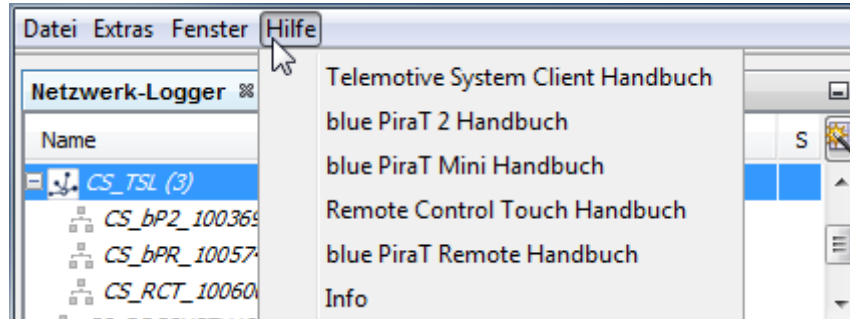 Datei Extras Fenster Hilfe
Netzwerk-Logger
Telemotive System Client Handbuch
blue PiraT 2 Handbuch
Name
S
blue PiraT Mini Handbuch
CS_TSL (3)
Remote Control Touch Handbuch
CS_bP2_100369
blue PiraT Remote Handbuch
CS_bPR_10057
CS_RCT_10060
Info